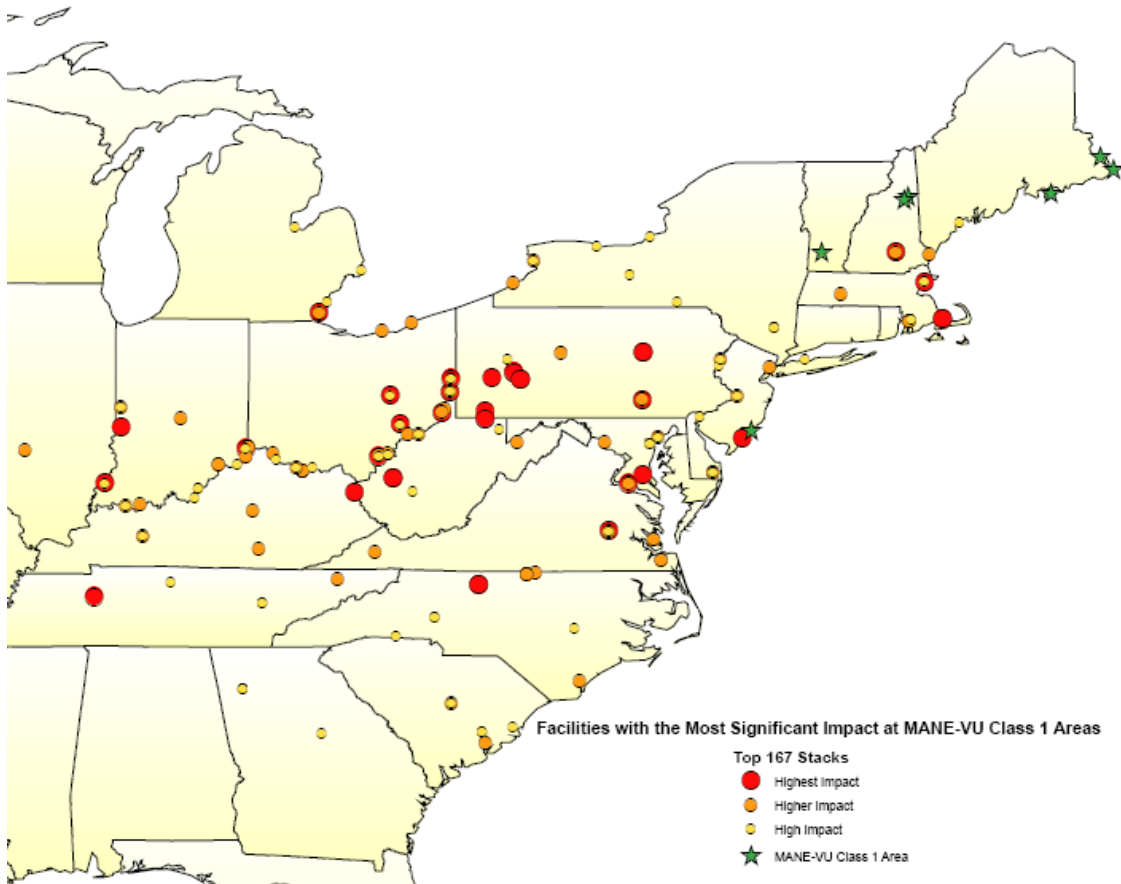 Facilities with the Most Significant Impact at MANE-VU Class 1 Areas
Top 167 Stacks
Highest Impact
Higher Impact
High Impact
MANE-VU Class 1 Area